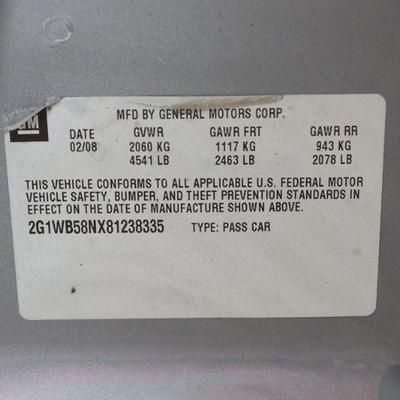 GM
MFD BY GENERAL MOTORS CORP.
DATE GVWR GAWR FRT GAWR RR
02/08 2060 KG 1117 KG 943 KG
4541 LB 2463 LB 2078 LB
THIS VEHICLE CONFORMS TO ALL APPLICABLE U.S. FEDERAL MOTOR
VEHICLE SAFETY, BUMPER, AND THEFT PREVENTION STANDARDS IN
EFFECT ON THE DATE OF MANUFACTURE SHOWN ABOVE.
2G1WB58NX81238335 TYPE: PASS CAR